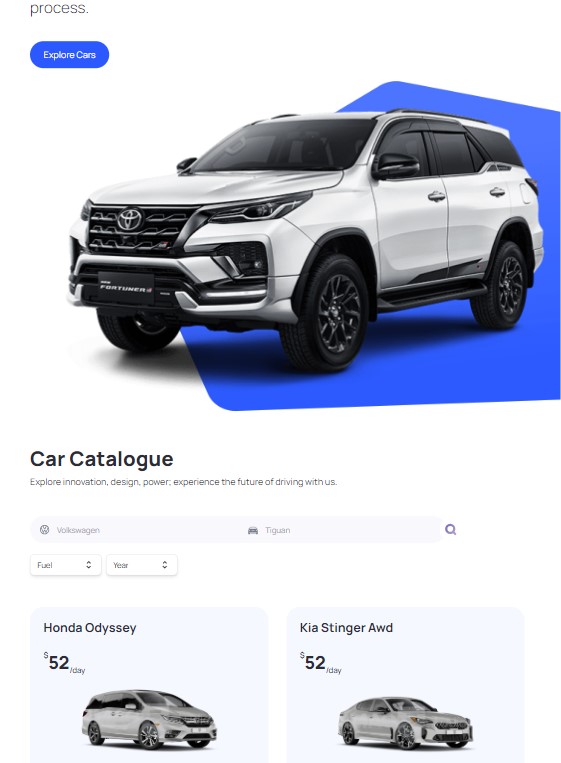 process.
Explore Cars
FORTUNER
Car Catalogue
Explore innovation, design, power; experience the future of driving with us.
Volkswagen
Tiguan
Fuel
Year
Honda Odyssey
Kia Stinger Awd
$52/day
$52/day